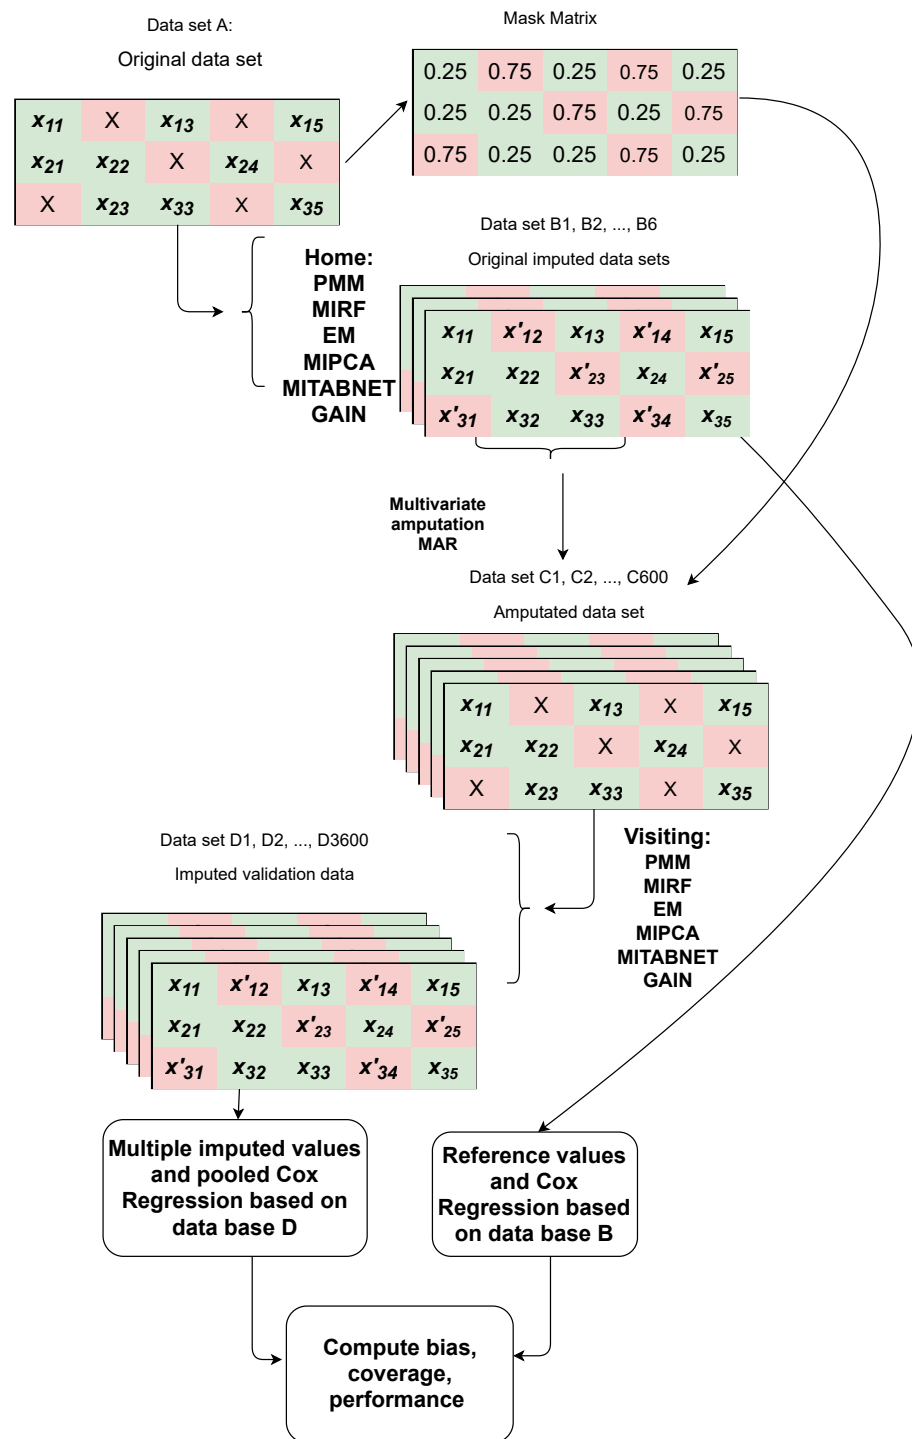 Data set A:
Original data set
x11 X x13 X x15
x21 x22 X x24 X
X x23 x33 X x35
Mask Matrix
0.25 0.75 0.25 0.75 0.25
0.25 0.25 0.75 0.25 0.75
0.75 0.25 0.25 0.75 0.25
Home:
PMM
MIRF
EM
MIPCA
MITABNET
GAIN
Data set B1, B2, ..., B6
Original imputed data sets
x11 x'12 x13 x'14 x15
x21 x22 x'23 x24 x'25
x'31 x32 x33 x'34 x35
Multivariate
amputation
MAR
Data set C1, C2, ..., C600
Amputated data set
x11 X x13 X x15
x21 x22 X x24 X
X x23 x33 X x35
Visiting:
PMM
MIRF
EM
MIPCA
MITABNET
GAIN
Data set D1, D2, ..., D3600
Imputed validation data
x11 x'12 x13 x'14 x15
x21 x22 x'23 x24 x'25
x'31 x32 x33 x'34 x35
Multiple imputed values
and pooled Cox
Regression based on
data base D
Reference values
and Cox
Regression based
on data base B
Compute bias,
coverage,
performance